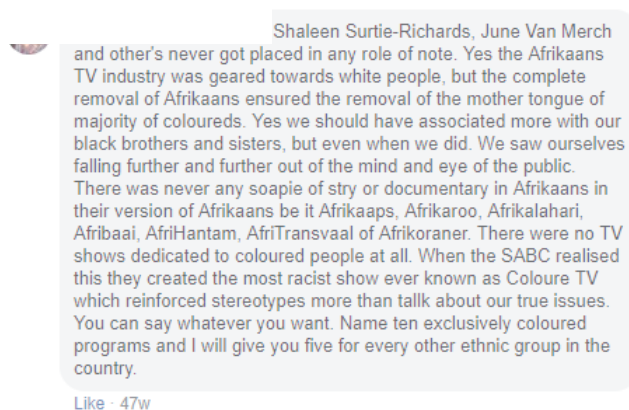 Shaleen Surtie-Richards, June Van Merch
and other's never got placed in any role of note. Yes the Afrikaans
TV industry was geared towards white people, but the complete
removal of Afrikaans ensured the removal of the mother tongue of
majority of coloureds. Yes we should have associated more with our
black brothers and sisters, but even when we did. We saw ourselves
falling further and further out of the mind and eye of the public.
There was never any soapie of stry or documentary in Afrikaans in
their version of Afrikaans be it Afrikaaps, Afrikaroo, Afrikalahari,
Afribaai, AfriHantam, AfriTransvaal of Afrikoraner. There were no TV
shows dedicated to coloured people at all. When the SABC realised
this they created the most racist show ever known as Coloure TV
which reinforced stereotypes more than tallk about our true issues.
You can say whatever you want. Name ten exclusively coloured
programs and I will give you five for every other ethnic group in the
country.
Like · 47w